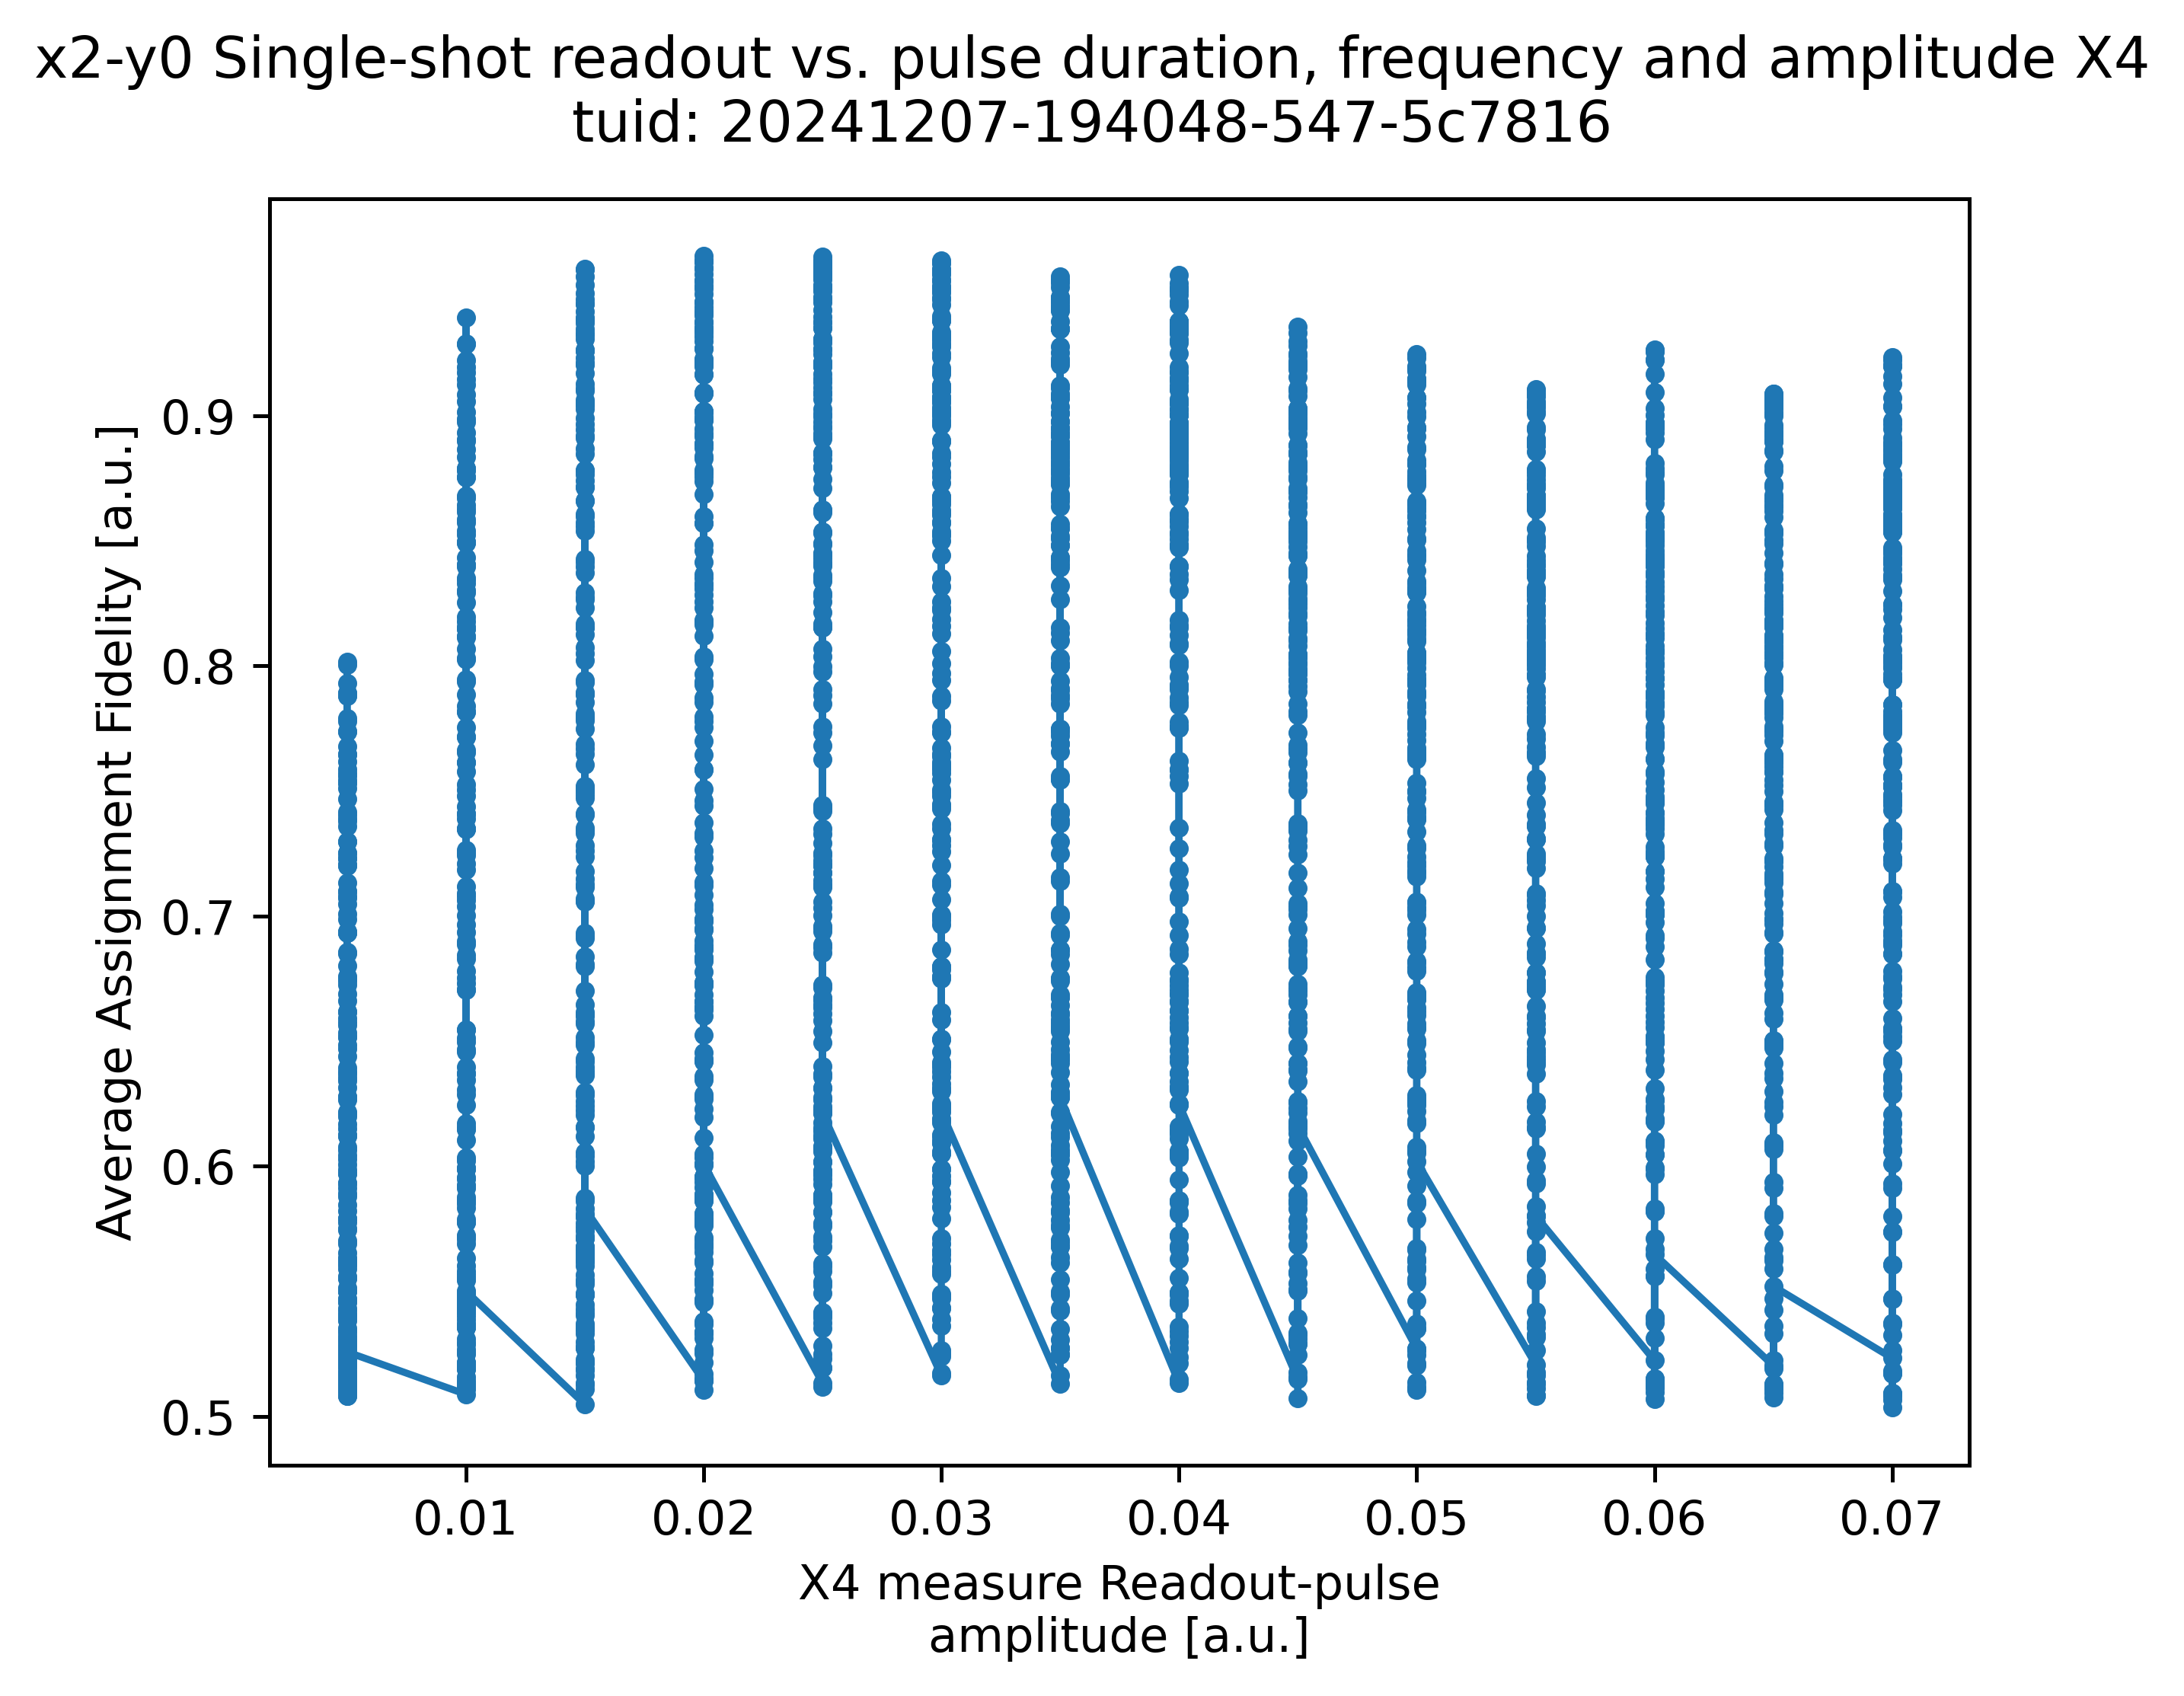 x2-y0 Single-shot readout vs. pulse duration, frequency and amplitude X4
tuid: 20241207-194048-547-5c7816
Average Assignment Fidelity [a.u.]
0.9
0.8
0.7
0.6
0.5
0.01 0.02 0.03 0.04 0.05 0.06 0.07
X4 measure Readout-pulse
amplitude [a.u.]